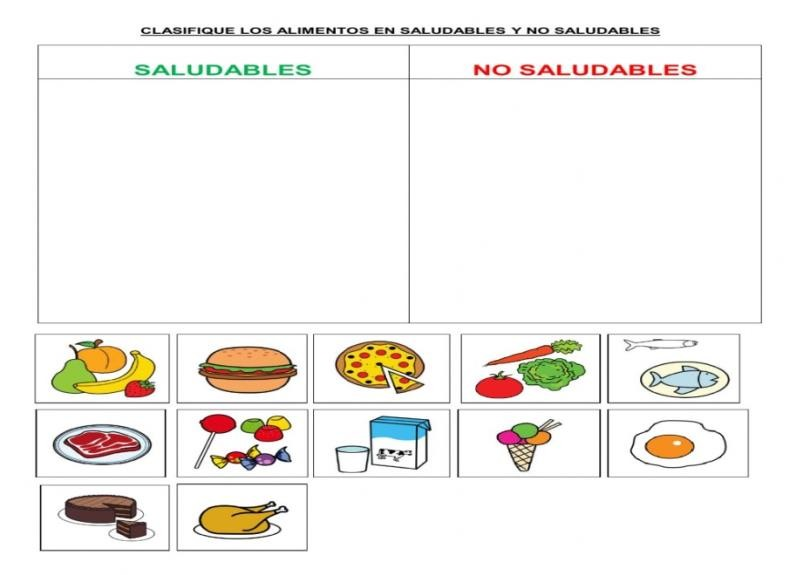 CLASIFIQUE LOS ALIMENTOS EN SALUDABLES Y NO SALUDABLES
SALUDABLES
NO SALUDABLES